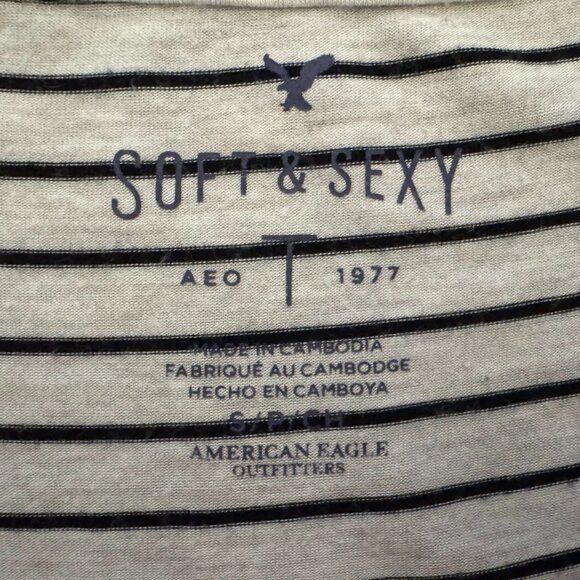 SOFT & SEXY
AEO T 1977
MADE IN CAMBODIA
FABRIQUÉ AU CAMBODGE
HECHO EN CAMBOYA
S/P/CH
AMERICAN EAGLE
OUTFITTERS